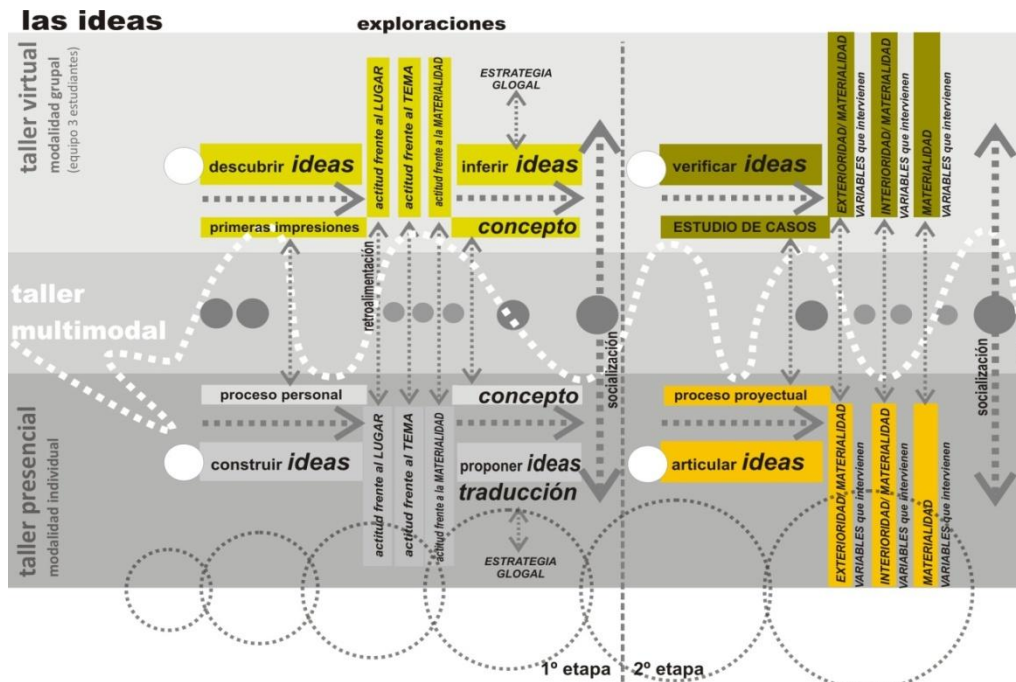 las ideas
exploraciones
taller virtual
modalidad grupal
(equipo 3 estudiantes)
descubrir ideas
primeras impresiones
actitud frente al LUGAR
actitud frente al TEMA
actitud frente a la MATERIALIDAD
ESTRATEGIA
GLOGAL
inferir ideas
concepto
verificar ideas
ESTUDIO DE CASOS
EXTERIORIDAD/ MATERIALIDAD
VARIABLES que intervienen
INTERIORIDAD/ MATERIALIDAD
VARIABLES que intervienen
MATERIALIDAD
VARIABLES que intervienen
taller
multimodal
retroalimentación
socialización
socialización
taller presencial
modalidad individual
proceso personal
construir ideas
actitud frente al LUGAR
actitud frente al TEMA
actitud frente a la MATERIALIDAD
concepto
proponer ideas
traducción
ESTRATEGIA
GLOGAL
proceso proyectual
articular ideas
EXTERIORIDAD/ MATERIALIDAD
VARIABLES que intervienen
INTERIORIDAD/ MATERIALIDAD
VARIABLES que intervienen
MATERIALIDAD
VARIABLES que intervienen
1º etapa
2º etapa